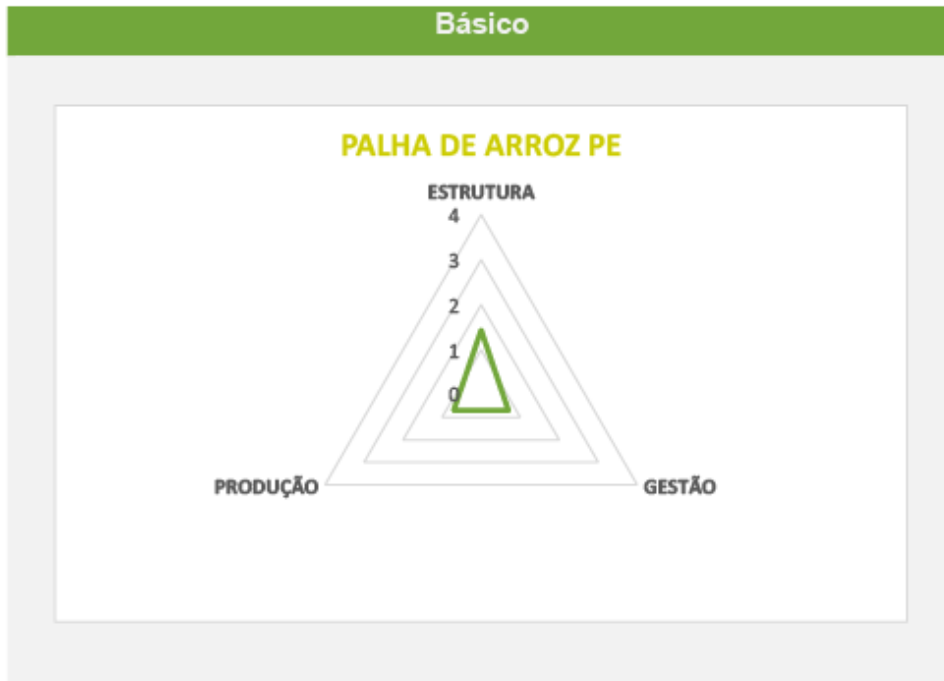 Básico
PALHA DE ARROZ PE
ESTRUTURA
4
3
2
1
0
PRODUÇÃO
GESTÃO